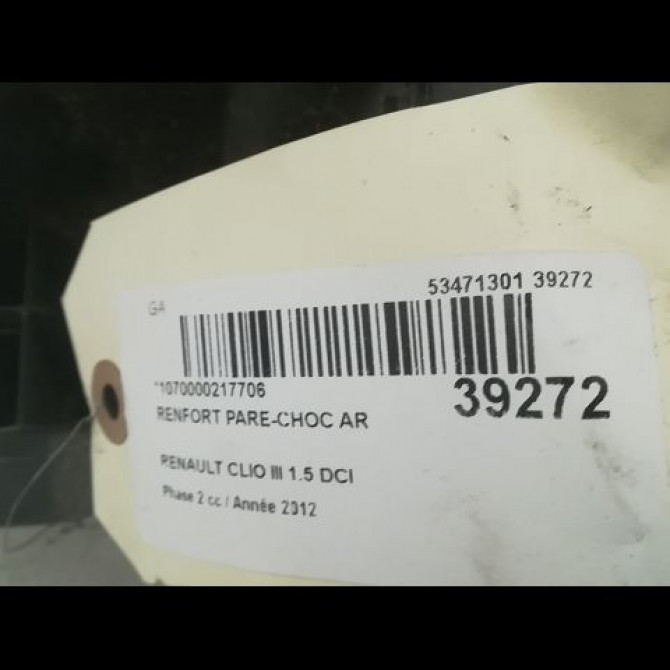 GA
53471301 39272
*1070000217706
39272
RENFORT PARE-CHOC AR
RENAULT CLIO III 1.5 DCI
Phase 2 cc / Année 2012